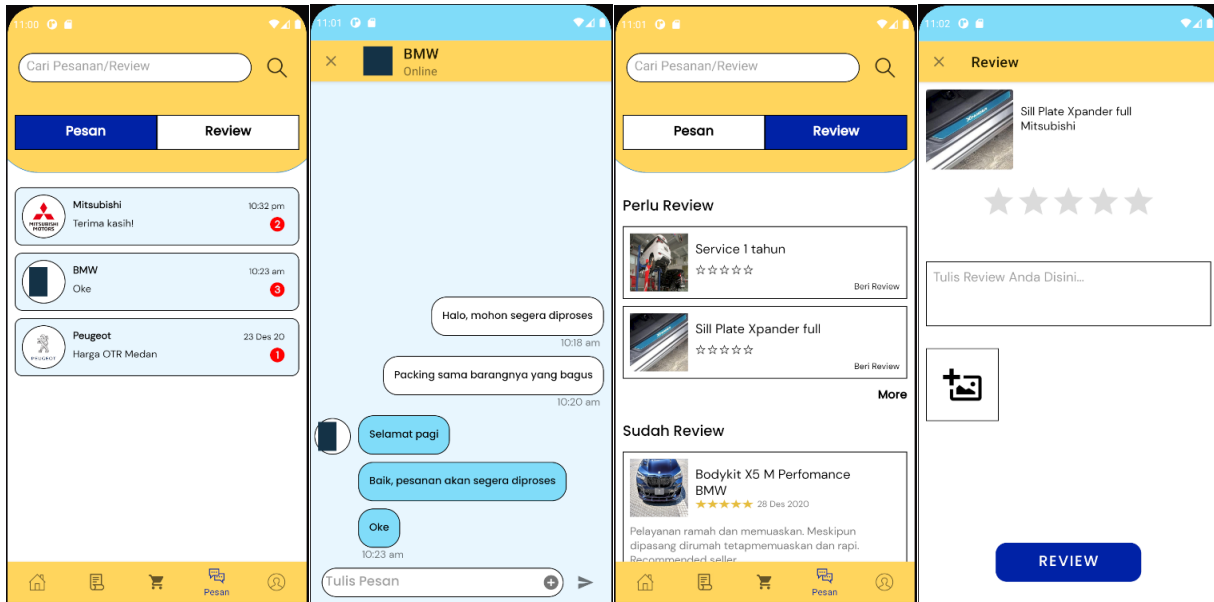 11:00
Cari Pesanan/Review
Pesan
Review
MITSUBISHI
MOTORS
Mitsubishi
10:32 pm
Terima kasih!
2
BMW
10:23 am
Oke
3
PEUGEOT
Peugeot
23 Des 20
Harga OTR Medan
1
Pesan
11:01
BMW
Online
Halo, mohon segera diproses
10:18 am
Packing sama barangnya yang bagus
10:20 am
Selamat pagi
Baik, pesanan akan segera diproses
Oke
10:23 am
Tulis Pesan
11:01
Cari Pesanan/Review
Pesan
Review
Perlu Review
Service 1 tahun
Beri Review
Sill Plate Xpander full
Beri Review
More
Sudah Review
Bodykit X5 M Perfomance
BMW
28 Des 2020
Pelayanan ramah dan memuaskan. Meskipun
dipasang dirumah tetapmemuaskan dan rapi.
Recommended seller
Pesan
11:02
Review
Sill Plate Xpander full
Mitsubishi
Tulis Review Anda Disini...
REVIEW